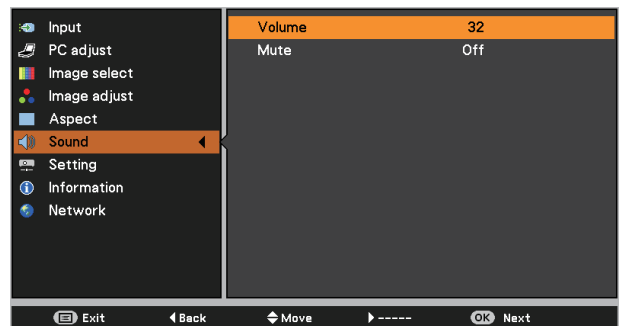 Input
PC adjust
Image select
Image adjust
Aspect
Sound
Setting
Information
Network
Volume 32
Mute Off
Exit Back Move ----- OK Next